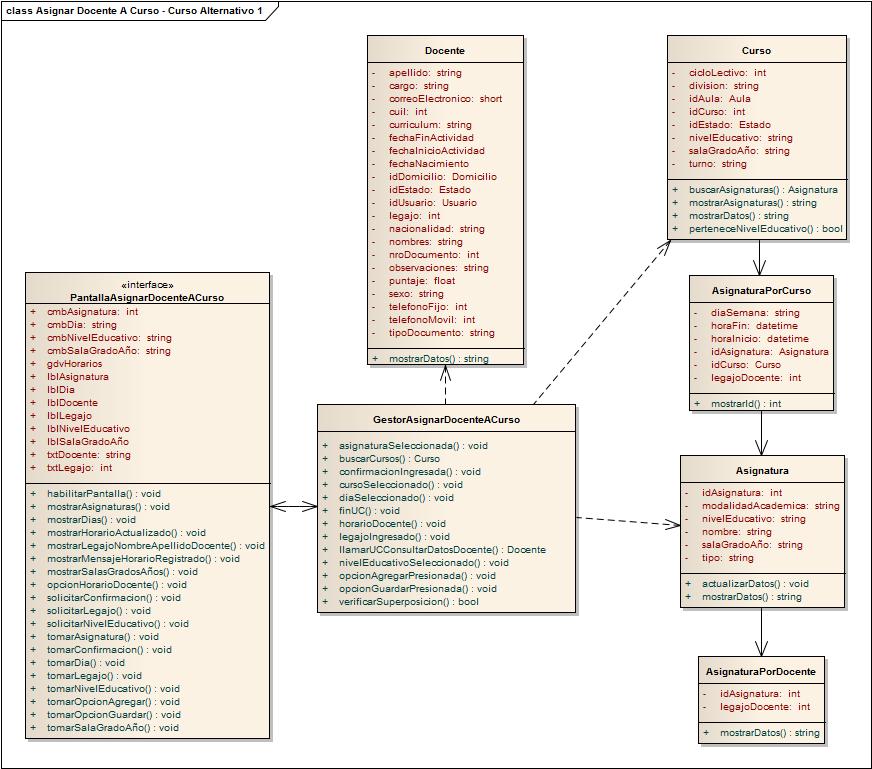 class Asignar Docente A Curso - Curso Alternativo 1
Docente
- apellido: string
- cargo: string
- correoElectronico: short
- cuil: int
- curriculum: string
- fechaFinActividad
- fechaInicioActividad
- fechaNacimiento
- idDomicilio: Domicilio
- idEstado: Estado
- idUsuario: Usuario
- legajo: int
- nacionalidad: string
- nombres: string
- nroDocumento: int
- observaciones: string
- puntaje: float
- sexo: string
- telefonoFijo: int
- telefonoMovil: int
- tipoDocumento: string
+ mostrarDatos() : string
Curso
- cicloLectivo: int
- division: string
- idAula: Aula
- idCurso: int
- idEstado: Estado
- nivelEducativo: string
- salaGradoAño: string
- turno: string
+ buscarAsignaturas() : Asignatura
+ mostrarAsignaturas() : string
+ mostrarDatos() : string
+ perteneceNivelEducativo() : bool
«interface»
PantallaAsignarDocenteACurso
+ cmbAsignatura: int
+ cmbDia: string
+ cmbNivelEducativo: string
+ cmbSalaGradoAño: string
+ gdvHorarios
+ lblAsignatura
+ lblDia
+ lblDocente
+ lblLegajo
+ lblNivelEducativo
+ lblSalaGradoAño
+ txtDocente: string
+ txtLegajo: int
+ habilitarPantalla() : void
+ mostrarAsignaturas() : void
+ mostrarDias() : void
+ mostrarHorarioActualizado() : void
+ mostrarLegajoNombreApellidoDocente() : void
+ mostrarMensajeHorarioRegistrado() : void
+ mostrarSalasGradosAños() : void
+ opcionHorarioDocente() : void
+ solicitarConfirmacion() : void
+ solicitarLegajo() : void
+ solicitarNivelEducativo() : void
+ tomarAsignatura() : void
+ tomarConfirmacion() : void
+ tomarDia() : void
+ tomarLegajo() : void
+ tomarNivelEducativo() : void
+ tomarOpcionAgregar() : void
+ tomarOpcionGuardar() : void
+ tomarSalaGradoAño() : void
GestorAsignarDocenteACurso
+ asignaturaSeleccionada() : void
+ buscarCursos() : Curso
+ confirmacionIngresada() : void
+ cursoSeleccionado() : void
+ diaSeleccionado() : void
+ finUC() : void
+ horarioDocente() : void
+ legajoIngresado() : void
+ llamarUCConsultarDatosDocente() : Docente
+ nivelEducativoSeleccionado() : void
+ opcionAgregarPresionada() : void
+ opcionGuardarPresionada() : void
+ verificarSuperposicion() : bool
AsignaturaPorCurso
- diaSemana: string
- horaFin: datetime
- horaInicio: datetime
- idAsignatura: Asignatura
- idCurso: Curso
- legajoDocente: int
+ mostrarId() : int
Asignatura
- idAsignatura: int
- modalidadAcademica: string
- nivelEducativo: string
- nombre: string
- salaGradoAño: string
- tipo: string
+ actualizarDatos() : void
+ mostrarDatos() : string
AsignaturaPorDocente
- idAsignatura: int
- legajoDocente: int
+ mostrarDatos() : string